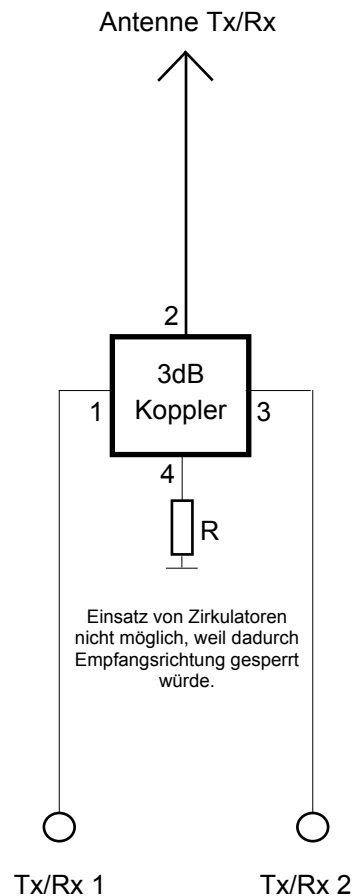 Antenne Tx/Rx
2
3dB
1
Koppler
3
4
R
Einsatz von Zirkulatoren
nicht möglich, weil dadurch
Empfangsrichtung gesperrt
würde.
Tx/Rx 1
Tx/Rx 2